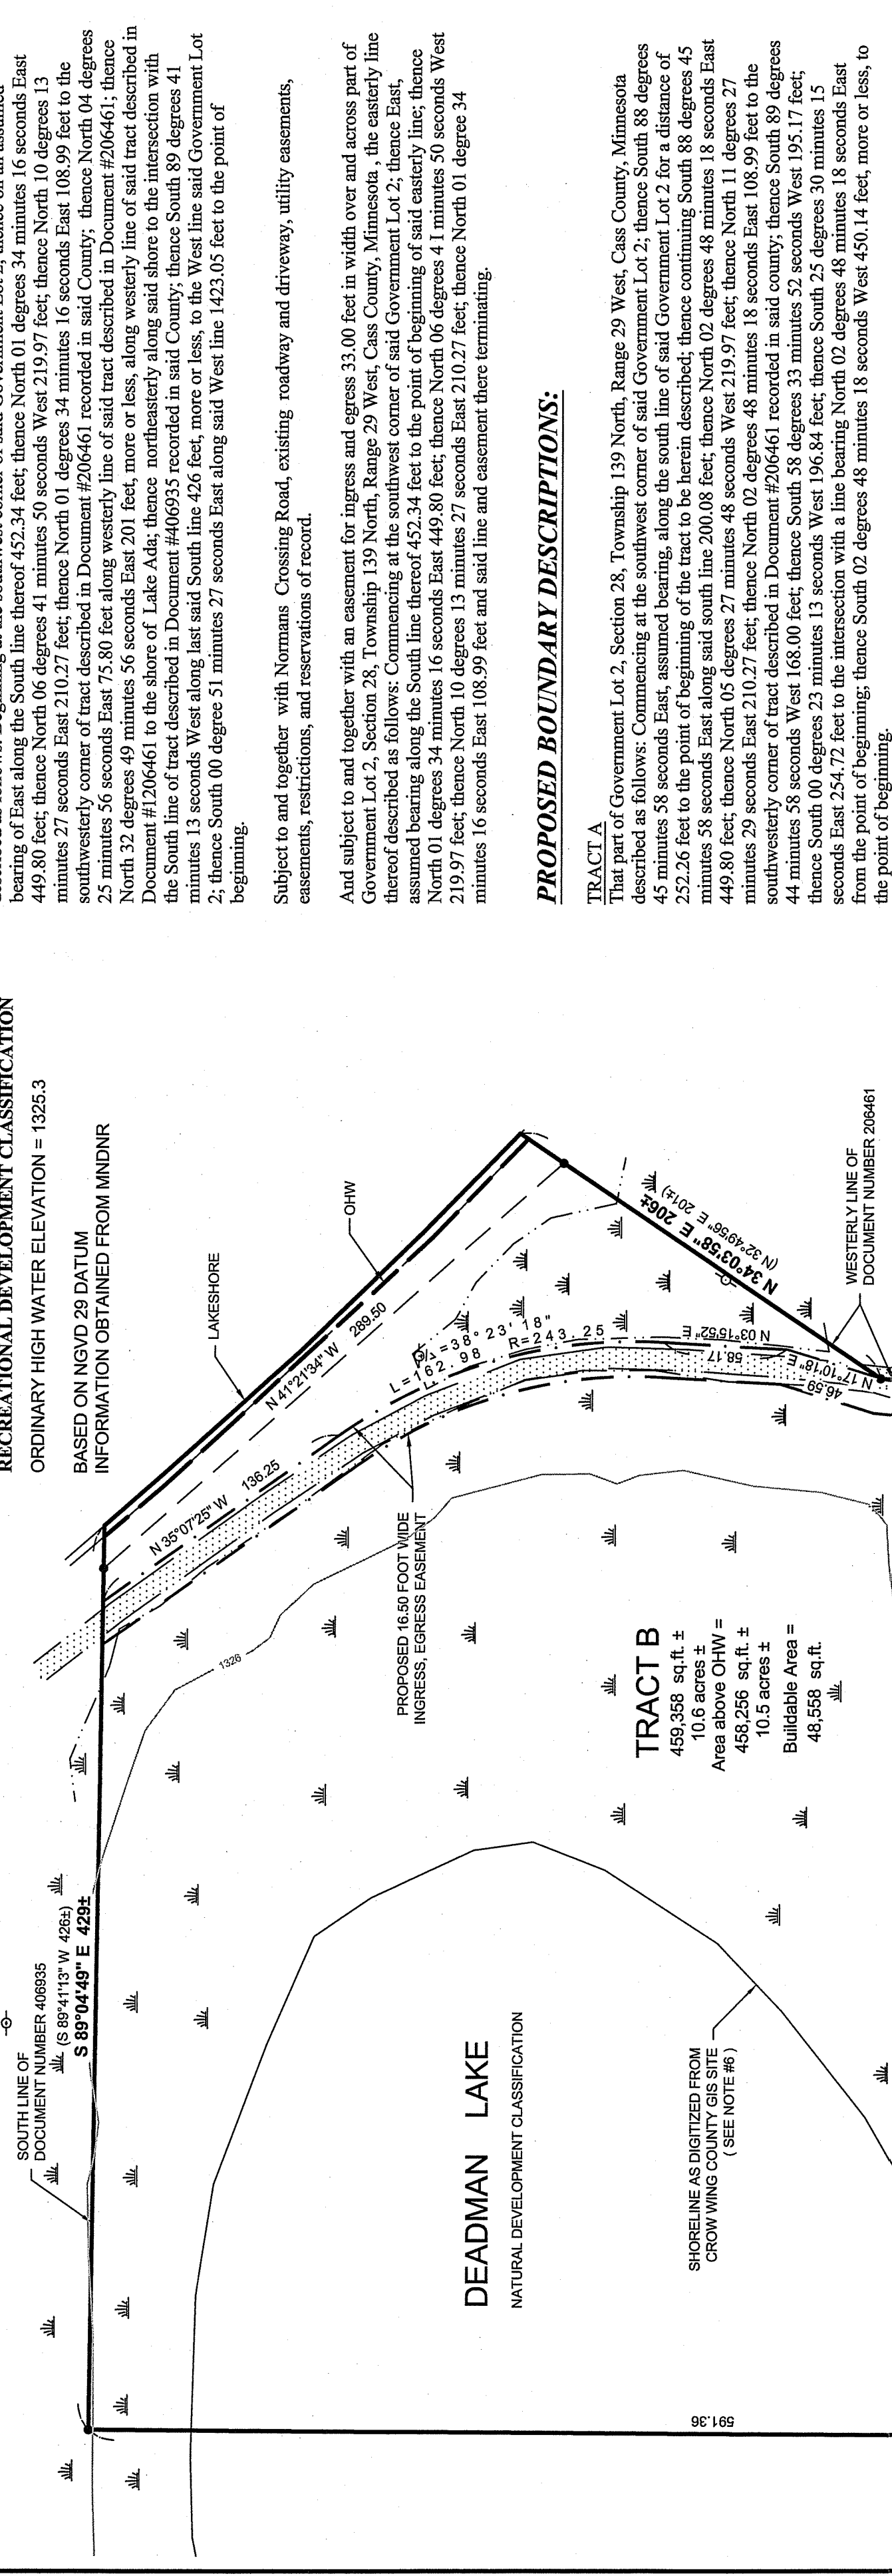 SOUTH LINE OF
DOCUMENT NUMBER 406935
(S 89°41'13" W 426±)
S 89°04'49" E 429±
DEADMAN LAKE
NATURAL DEVELOPMENT CLASSIFICATION
SHORELINE AS DIGITIZED FROM
CROW WING COUNTY GIS SITE
( SEE NOTE #6 )
591.36
1326
RECREATIONAL DEVELOPMENT CLASSIFICATION
ORDINARY HIGH WATER ELEVATION = 1325.3
BASED ON NGVD 29 DATUM
INFORMATION OBTAINED FROM MNDNR
LAKESHORE
OHW
N 41°21'34" W 289.50
N 35°07'25" W 136.25
Δ=38°23'18"
L=162.98 R=243.25
PROPOSED 16.50 FOOT WIDE
INGRESS, EGRESS EASEMENT
TRACT B
459,358 sq.ft. ±
10.6 acres ±
Area above OHW =
458,256 sq.ft. ±
10.5 acres ±
Buildable Area =
48,558 sq.ft.
N 03°15'52" E
58.17
N 17°10'18" E
46.59
N 34°03'58" E 206±
(N 32°49'56" E 201±)
WESTERLY LINE OF
DOCUMENT NUMBER 206461
bearing of East along the South line thereof 452.34 feet; thence North 01 degrees 34 minutes 16 seconds East
449.80 feet; thence North 06 degrees 41 minutes 50 seconds West 219.97 feet; thence North 10 degrees 13
minutes 27 seconds East 210.27 feet; thence North 01 degrees 34 minutes 16 seconds East 108.99 feet to the
southwesterly corner of tract described in Document #206461 recorded in said County; thence North 04 degrees
25 minutes 56 seconds East 75.80 feet along westerly line of said tract described in Document #206461; thence
North 32 degrees 49 minutes 56 seconds East 201 feet, more or less, along westerly line of said tract described in
Document #1206461 to the shore of Lake Ada; thence northeasterly along said shore to the intersection with
the South line of tract described in Document #406935 recorded in said County; thence South 89 degrees 41
minutes 13 seconds West along last said South line 426 feet, more or less, to the West line said Government Lot
2; thence South 00 degree 51 minutes 27 seconds East along said West line 1423.05 feet to the point of
beginning.
Subject to and together with Normans Crossing Road, existing roadway and driveway, utility easements,
easements, restrictions, and reservations of record.
And subject to and together with an easement for ingress and egress 33.00 feet in width over and across part of
Government Lot 2, Section 28, Township 139 North, Range 29 West, Cass County, Minnesota , the easterly line
thereof described as follows: Commencing at the southwest corner of said Government Lot 2; thence East,
assumed bearing along the South line thereof 452.34 feet to the point of beginning of said easterly line; thence
North 01 degrees 34 minutes 16 seconds East 449.80 feet; thence North 06 degrees 4 1 minutes 50 seconds West
219.97 feet; thence North 10 degrees 13 minutes 27 seconds East 210.27 feet; thence North 01 degree 34
minutes 16 seconds East 108.99 feet and said line and easement there terminating.
PROPOSED BOUNDARY DESCRIPTIONS:
TRACT A
That part of Government Lot 2, Section 28, Township 139 North, Range 29 West, Cass County, Minnesota
described as follows: Commencing at the southwest corner of said Government Lot 2; thence South 88 degrees
45 minutes 58 seconds East, assumed bearing, along the south line of said Government Lot 2 for a distance of
252.26 feet to the point of beginning of the tract to be herein described; thence continuing South 88 degrees 45
minutes 58 seconds East along said south line 200.08 feet; thence North 02 degrees 48 minutes 18 seconds East
449.80 feet; thence North 05 degrees 27 minutes 48 seconds West 219.97 feet; thence North 11 degrees 27
minutes 29 seconds East 210.27 feet; thence North 02 degrees 48 minutes 18 seconds East 108.99 feet to the
southwesterly corner of tract described in Document #206461 recorded in said county; thence South 89 degrees
44 minutes 58 seconds West 168.00 feet; thence South 58 degrees 33 minutes 52 seconds West 195.17 feet;
thence South 00 degrees 23 minutes 13 seconds West 196.84 feet; thence South 25 degrees 30 minutes 15
seconds East 254.72 feet to the intersection with a line bearing North 02 degrees 48 minutes 18 seconds East
from the point of beginning; thence South 02 degrees 48 minutes 18 seconds West 450.14 feet, more or less, to
the point of beginning.